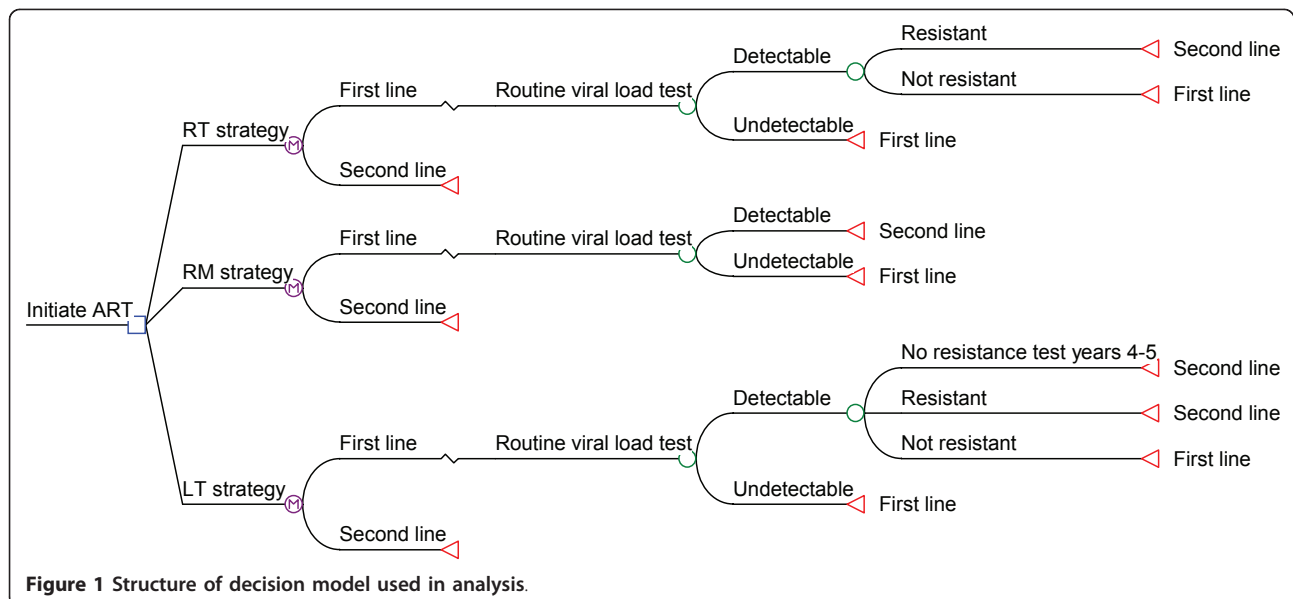 Resistant
Second line
Detectable
Not resistant
First line
First line
Routine viral load test
RT strategy
Undetectable
First line
Second line
Detectable
Second line
First line
Routine viral load test
RM strategy
Undetectable
First line
Second line
Initiate ART
No resistance test years 4-5
Second line
Detectable
Resistant
Second line
First line
Routine viral load test
Not resistant
First line
LT strategy
Undetectable
First line
Second line
M
M
M
Figure 1 Structure of decision model used in analysis.